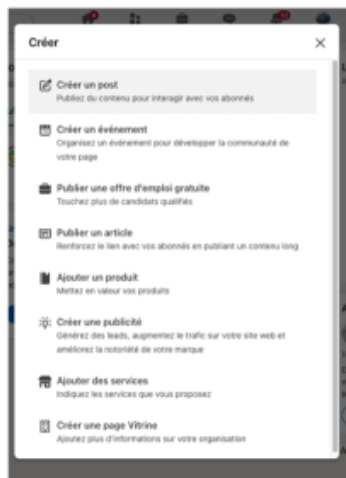 Créer
Créer un post
Publiez du contenu pour interagir avec vos abonnés
Créer un événement
Organisez un événement pour développer la communauté de
votre page
Publier une offre d'emploi gratuite
Touchez plus de candidats qualifiés
Publier un article
Renforcez le lien avec vos abonnés en publiant un contenu long
Ajouter un produit
Mettez en valeur vos produits
Créer une publicité
Générez des leads, augmentez le trafic sur votre site web et
améliorez la notoriété de votre marque
Ajouter des services
Indiquez les services que vous proposez
Créer une page Vitrine
Ajoutez plus d'informations sur votre organisation